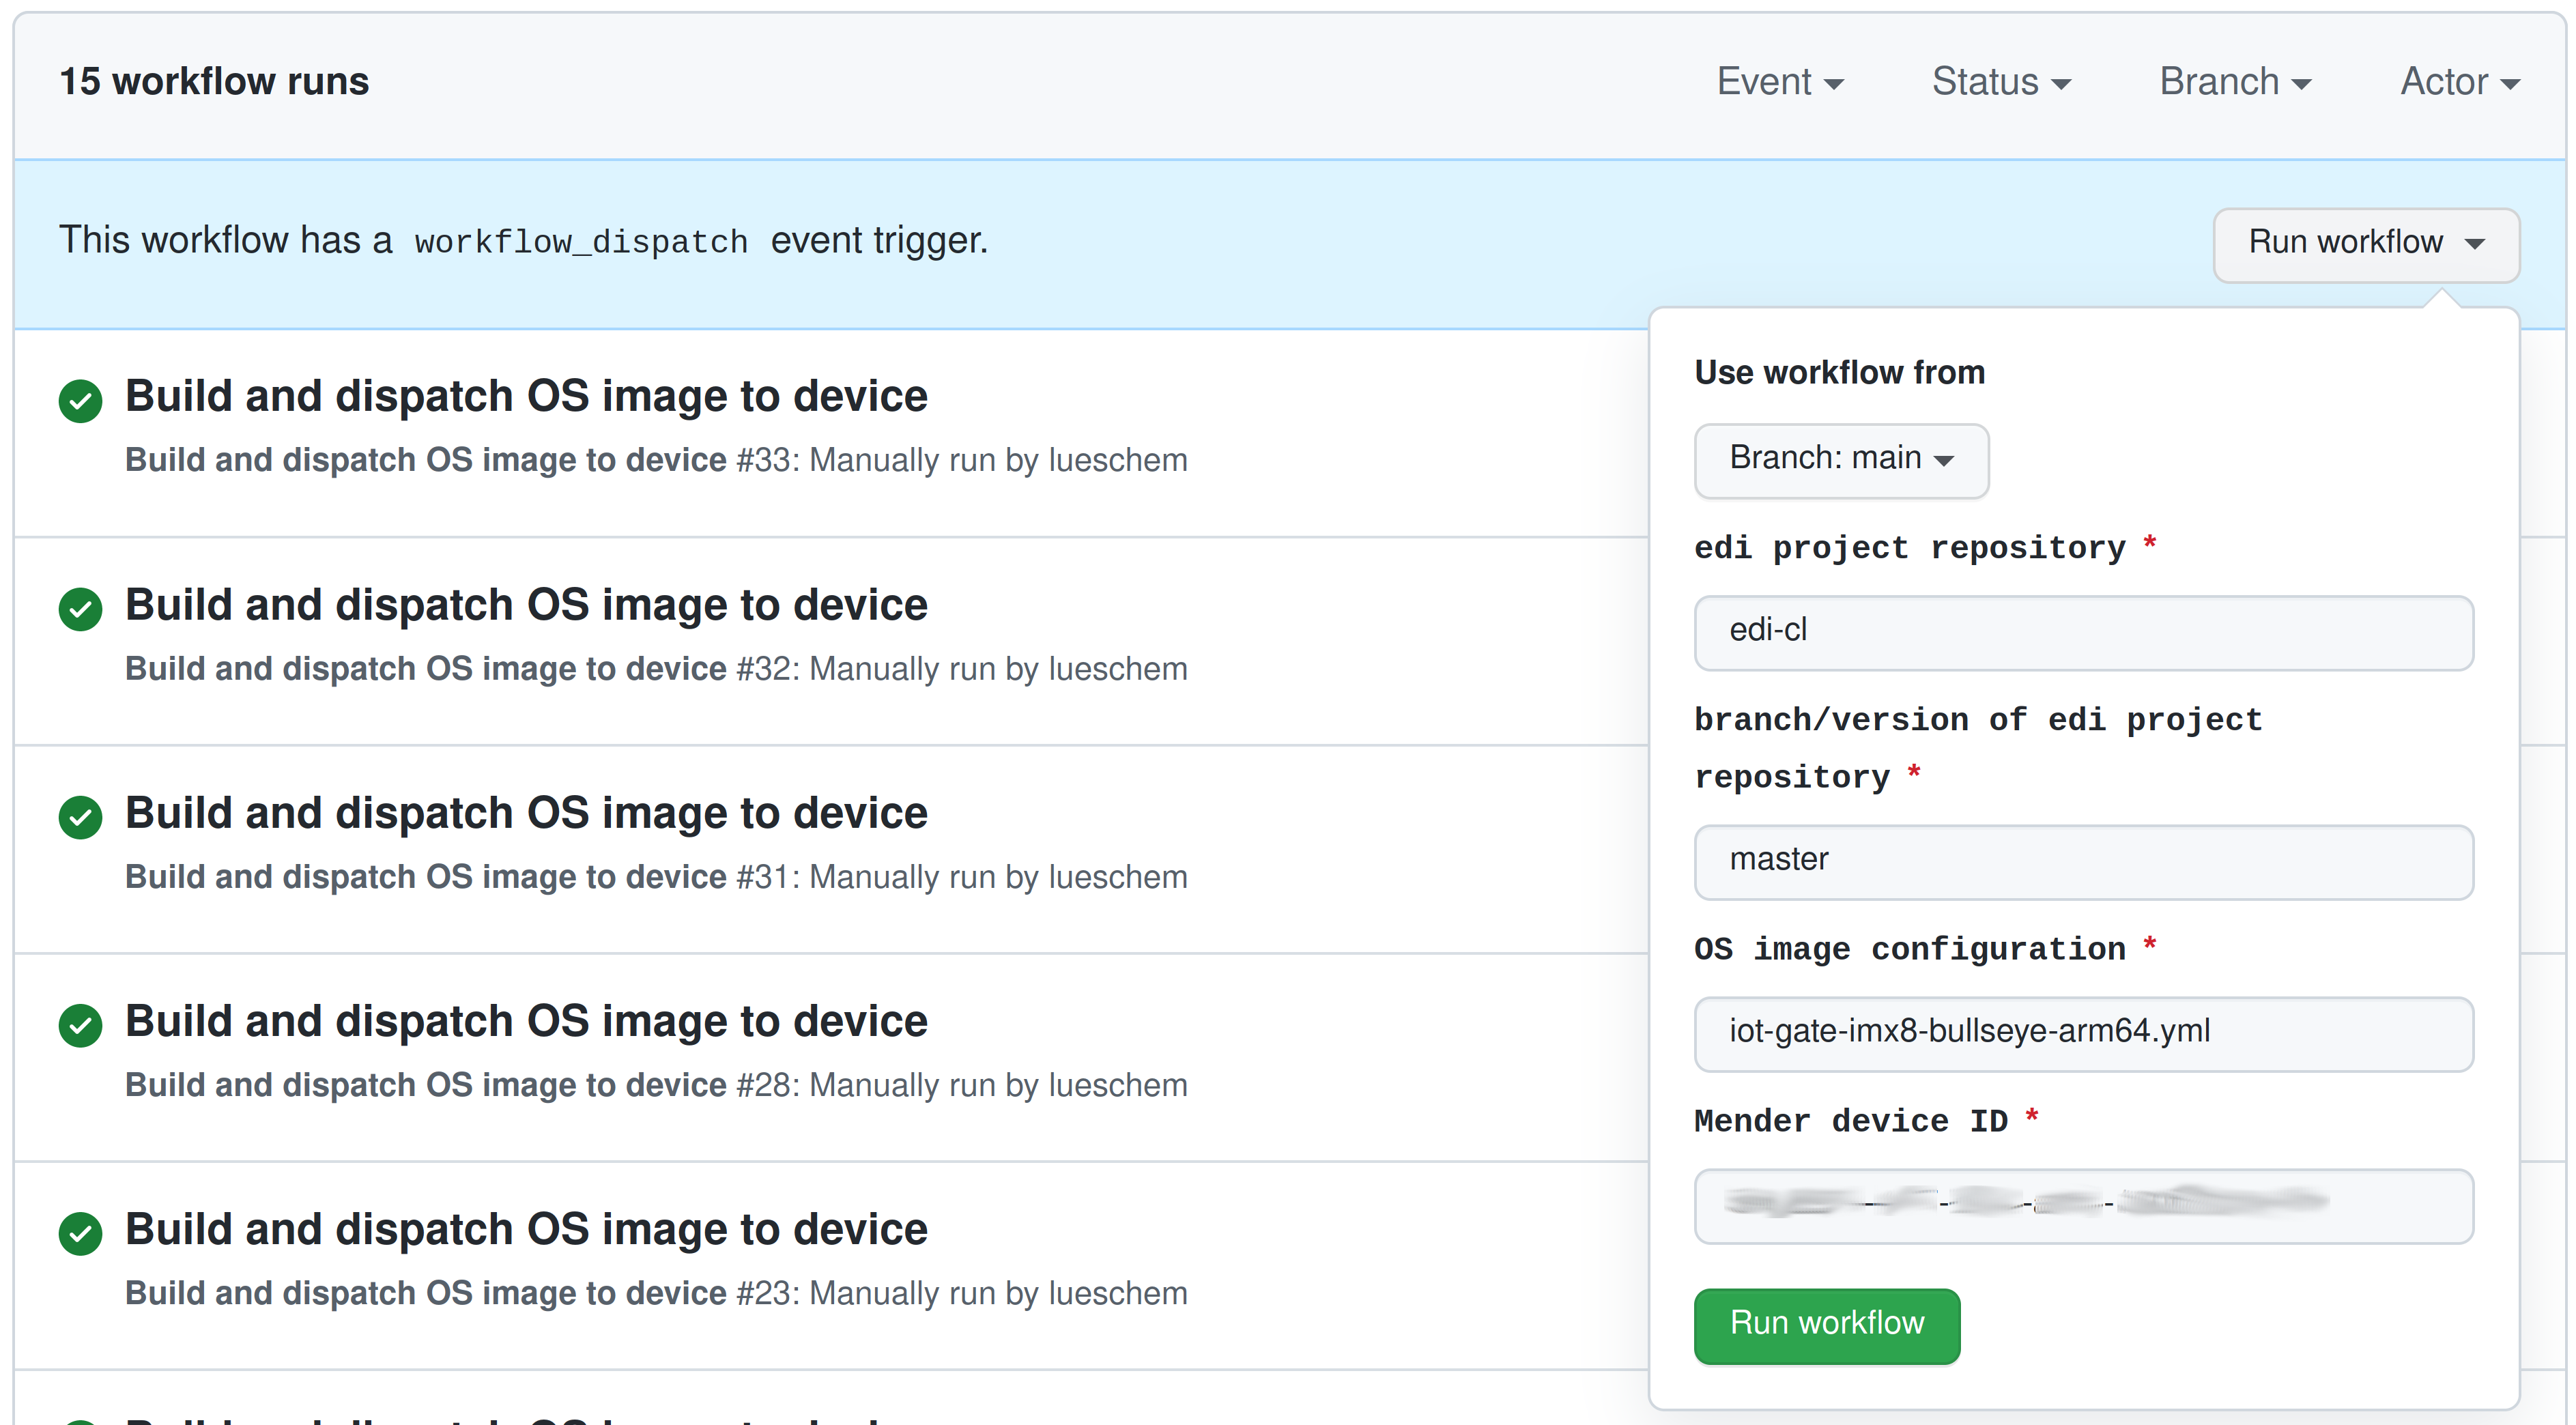 15 workflow runs
Event
Status
Branch
Actor
This workflow has a workflow_dispatch event trigger.
Run workflow
Build and dispatch OS image to device
Build and dispatch OS image to device #33: Manually run by lueschem
Build and dispatch OS image to device
Build and dispatch OS image to device #32: Manually run by lueschem
Build and dispatch OS image to device
Build and dispatch OS image to device #31: Manually run by lueschem
Build and dispatch OS image to device
Build and dispatch OS image to device #28: Manually run by lueschem
Build and dispatch OS image to device
Build and dispatch OS image to device #23: Manually run by lueschem
Use workflow from
Branch: main
edi project repository *
edi-cl
branch/version of edi project
repository *
master
OS image configuration *
iot-gate-imx8-bullseye-arm64.yml
Mender device ID *
Run workflow